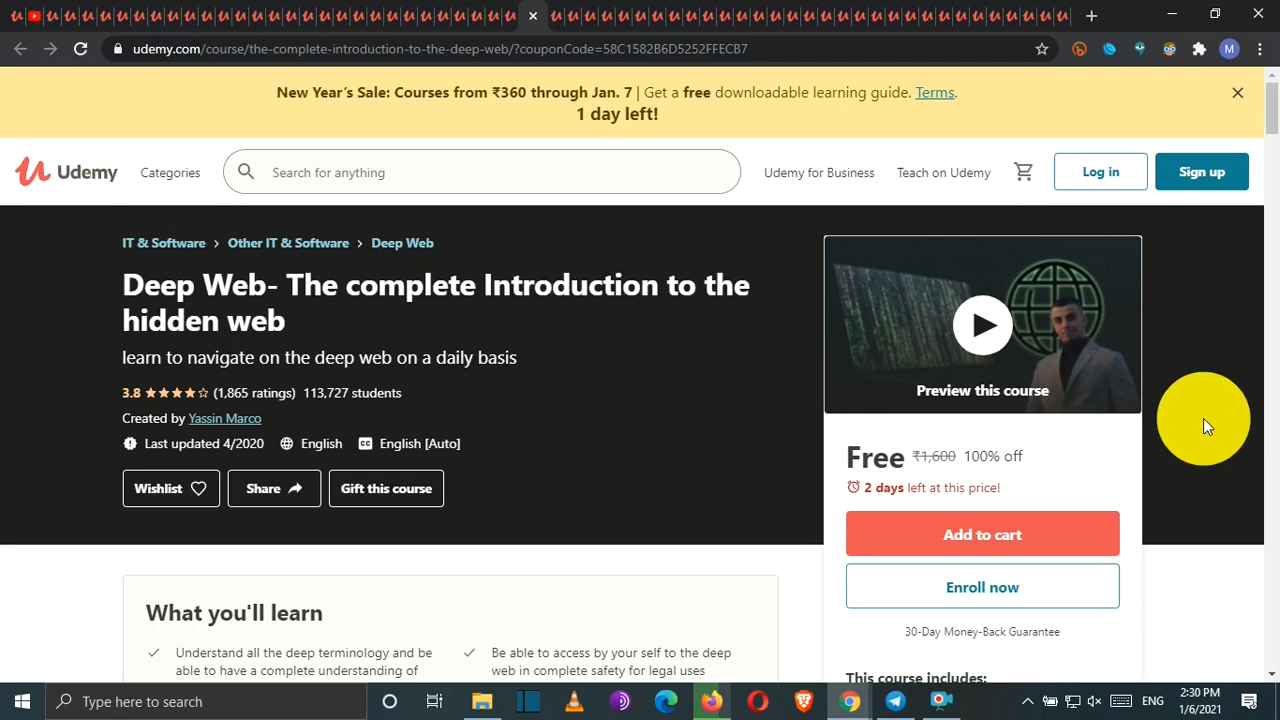 udemy.com/course/the-complete-introduction-to-the-deep-web/?couponCode=58C1582B6D5252FFECB7
M
New Year's Sale: Courses from ₹360 through Jan. 7 | Get a free downloadable learning guide. Terms.
1 day left!
Udemy
Categories
Search for anything
Udemy for Business
Teach on Udemy
Log in
Sign up
IT & Software > Other IT & Software > Deep Web
Deep Web- The complete Introduction to the
hidden web
learn to navigate on the deep web on a daily basis
3.8 (1,865 ratings) 113,727 students
Created by Yassin Marco
Last updated 4/2020 English English [Auto]
Wishlist Share Gift this course
Preview this course
Free ₹1,600 100% off
2 days left at this price!
Add to cart
Enroll now
30-Day Money-Back Guarantee
This course includes:
What you'll learn
Understand all the deep terminology and be
able to have a complete understanding of
Be able to access by your self to the deep
web in complete safety for legal uses
Type here to search
ENG
2:30 PM
1/6/2021